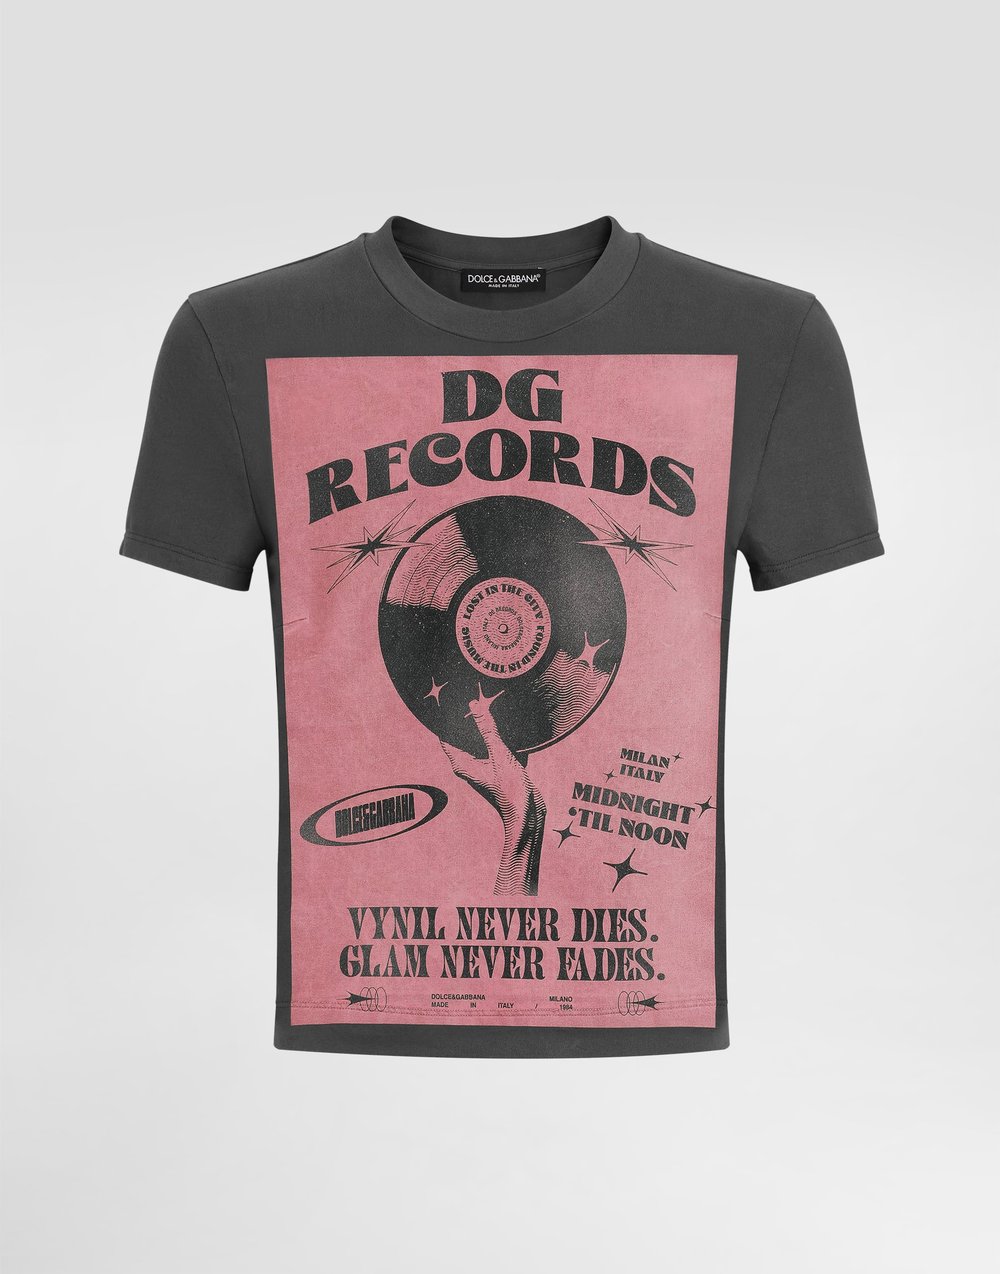 DOLCE & GABBANA®
MADE IN ITALY
DG
RECORDS
LOST IN THE CITY FOUND IN THE MUSIC
MILAN
ITALY
MIDNIGHT
‘TIL NOON
DOLCE&GABBANA
VYNIL NEVER DIES.
GLAM NEVER FADES.
DOLCE&GABBANA MILANO
MADE IN ITALY / 1984